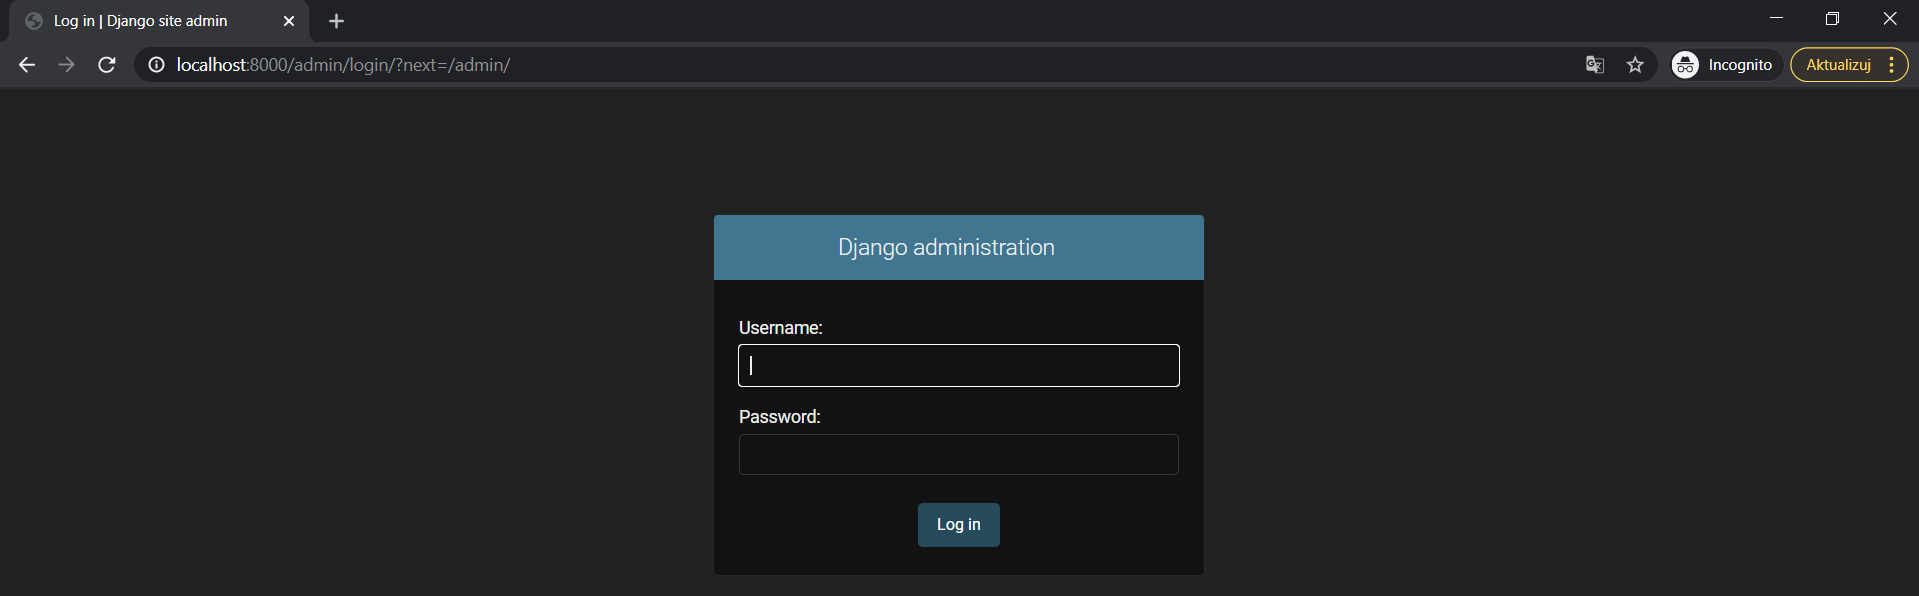 Log in | Django site admin
localhost:8000/admin/login/?next=/admin/
Incognito
Aktualizuj
Django administration
Username:
Password:
Log in